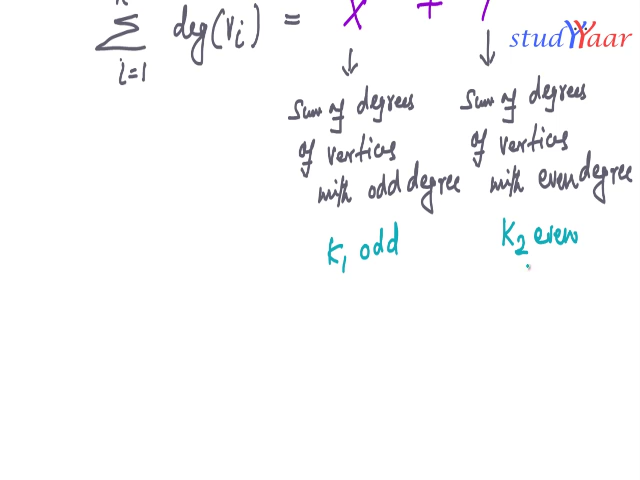 ∑ deg(vᵢ) = X +
i=1
studYYaar
Sum of degrees
of vertices
with odd degree
Sum of degrees
of vertices
with even degree
K₁ odd
K₂ even